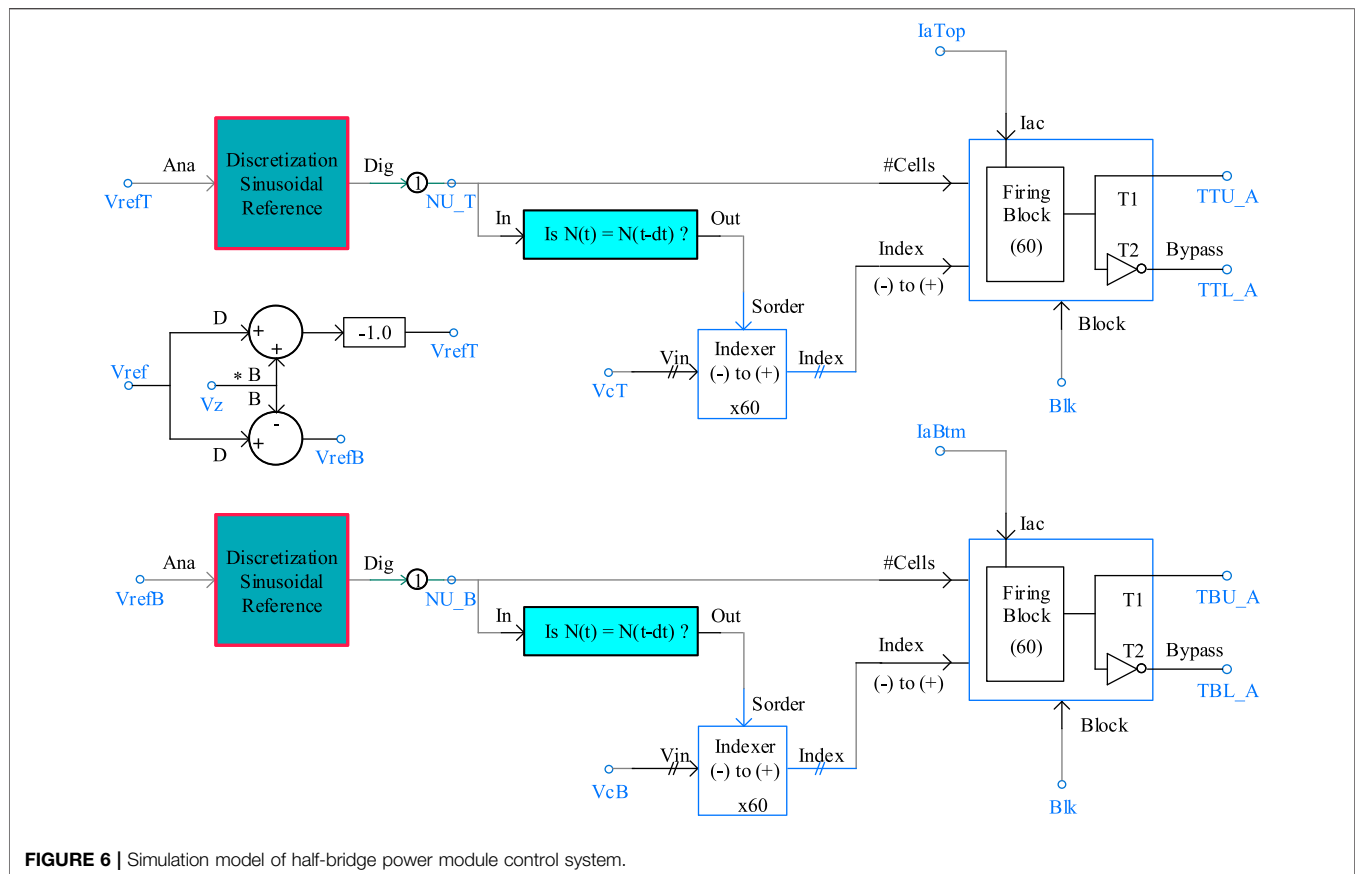 IaTop
Iac
Ana
Discretization
Sinusoidal
Reference
Dig
1
VrefT
NU_T
#Cells
Firing
Block
(60)
T1
T2
TTU_A
Bypass
TTL_A
In
Is N(t) = N(t-dt) ?
Out
Index
(-) to (+)
Block
Sorder
Vin
Indexer
(-) to (+)
x60
Index
VcT
Blk
D
+
+
-1.0
VrefT
Vref
* B
Vz
B
-
+
D
VrefB
IaBtm
Iac
Ana
Discretization
Sinusoidal
Reference
Dig
1
VrefB
NU_B
#Cells
Firing
Block
(60)
T1
T2
TBU_A
Bypass
TBL_A
In
Is N(t) = N(t-dt) ?
Out
Index
(-) to (+)
Block
Sorder
Vin
Indexer
(-) to (+)
x60
Index
VcB
Blk
FIGURE 6 | Simulation model of half-bridge power module control system.